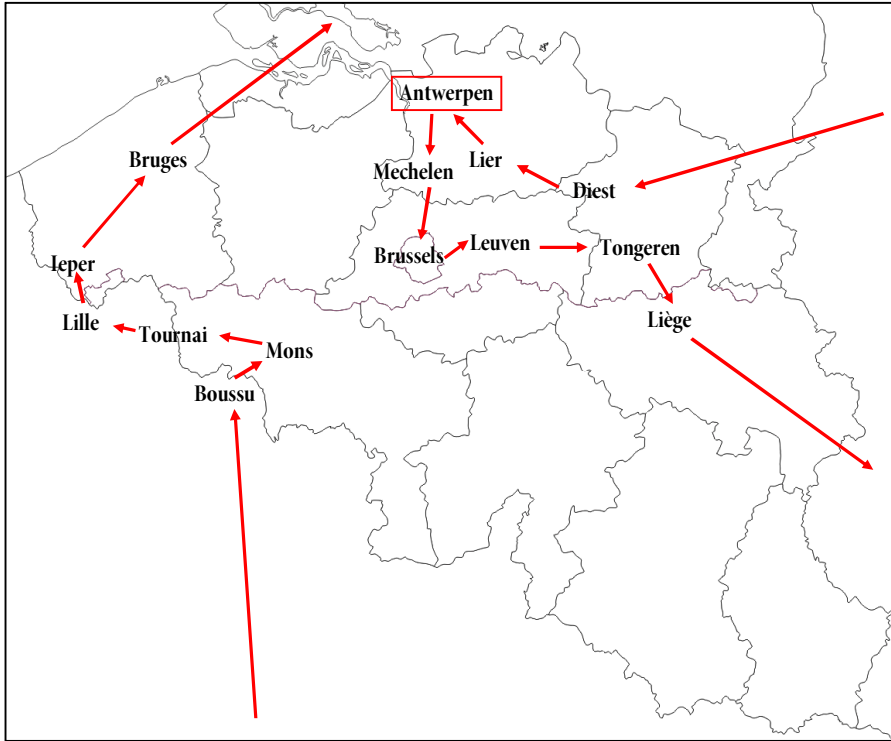 Antwerpen
Bruges
Lier
Mechelen
Diest
Leuven
Tongeren
Brussels
Ieper
Lille
Liège
Tournai
Mons
Boussu